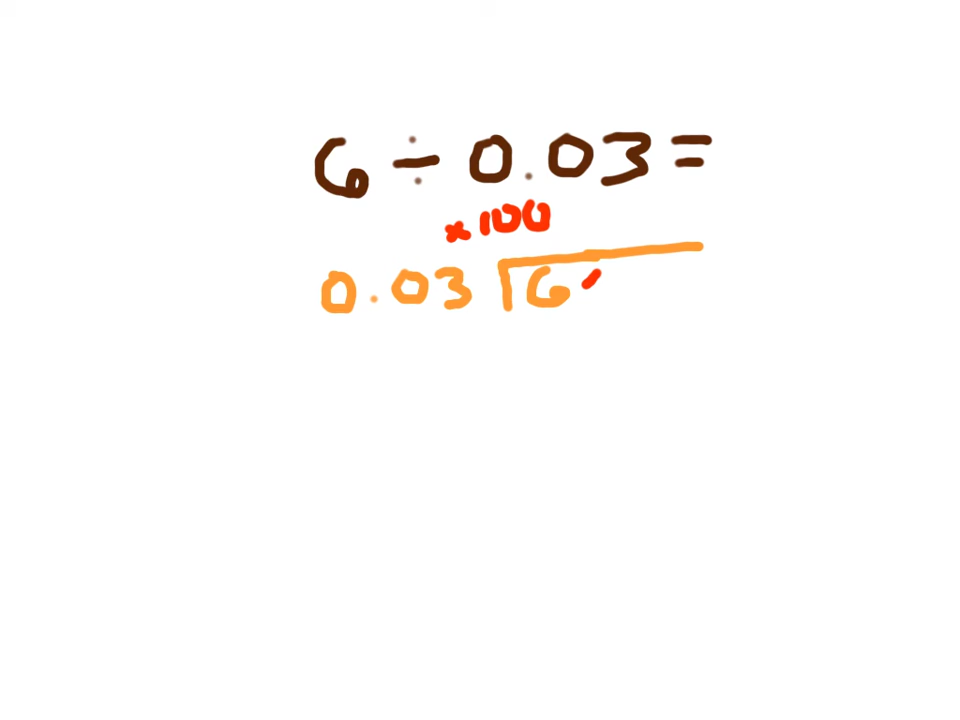 6 ÷ 0.03 =
×100
0.03 ⟌ 6